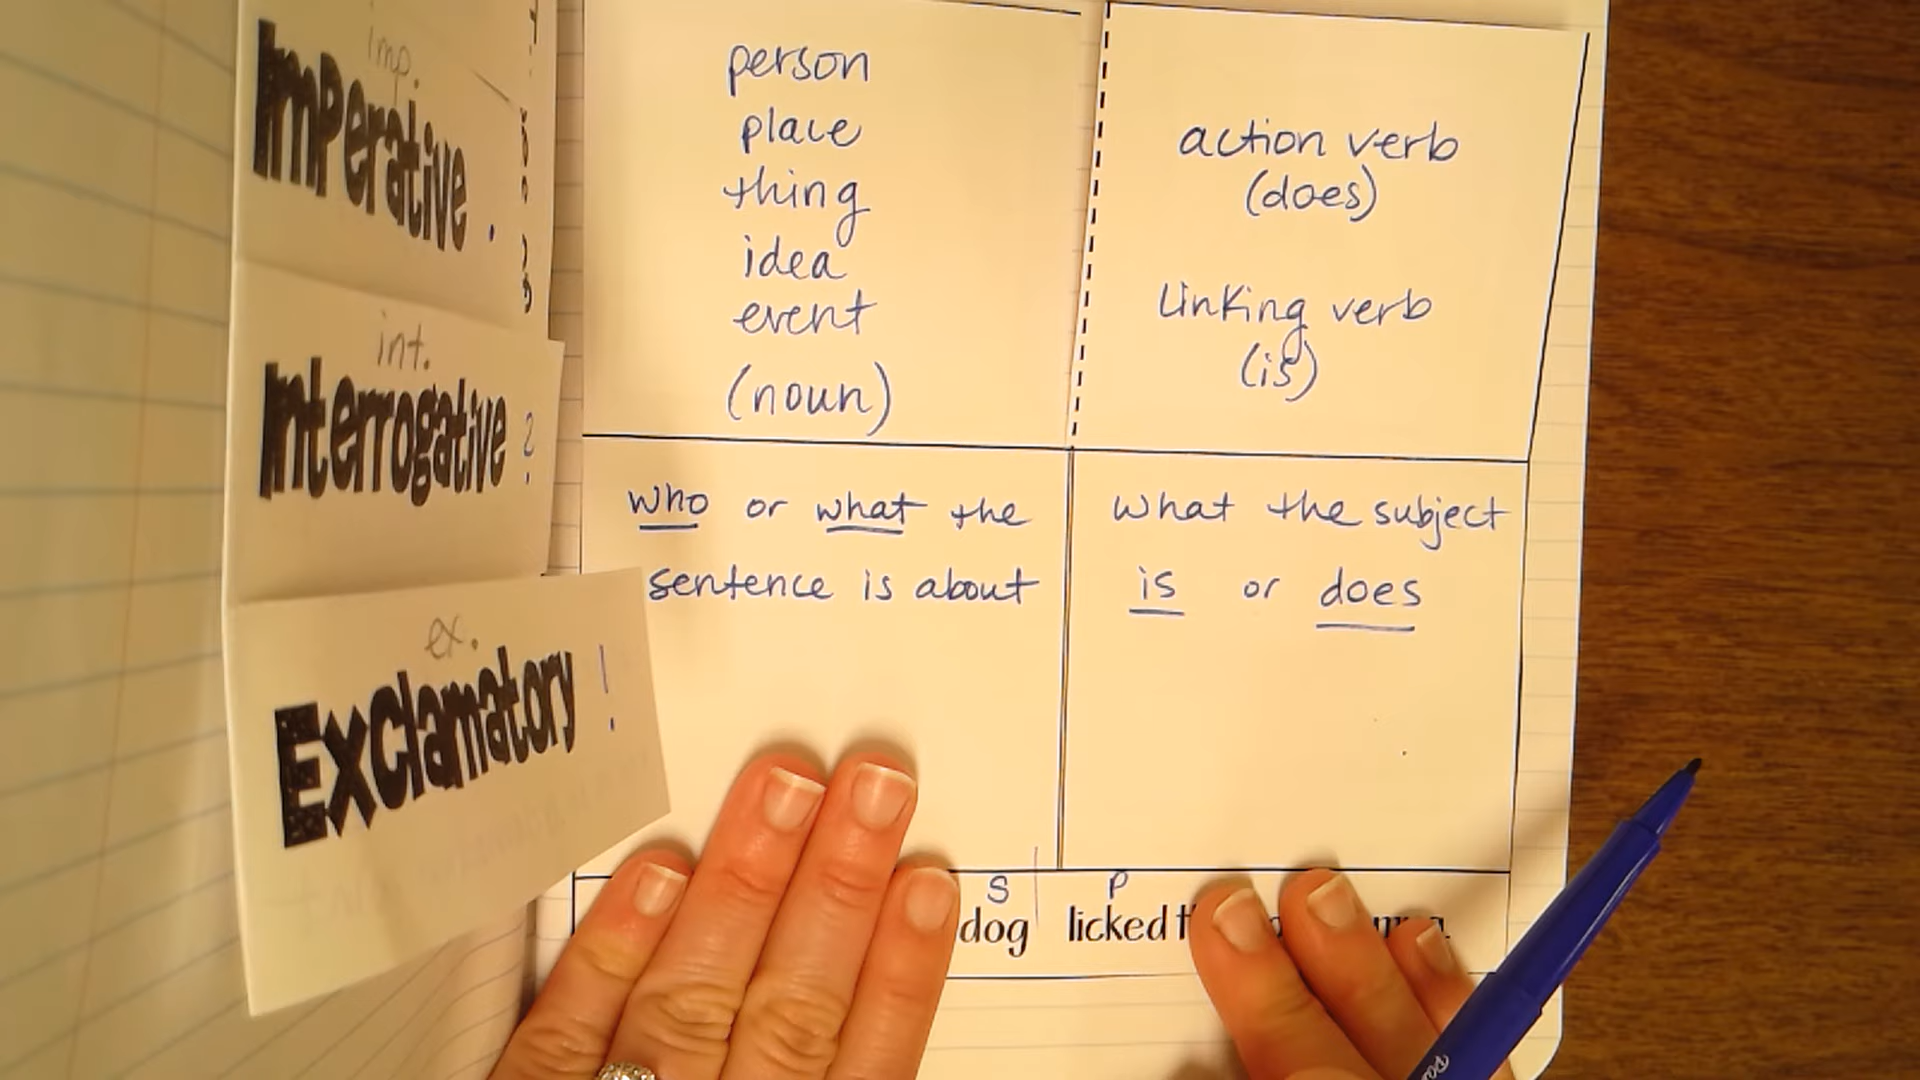 imp.
Imperative .
int.
Interrogative ?
ex.
Exclamatory !
person
place
thing
idea
event
(noun)
action verb
(does)
Linking verb
(is)
who or what the
sentence is about
what the subject
is or does
S P
dog licked